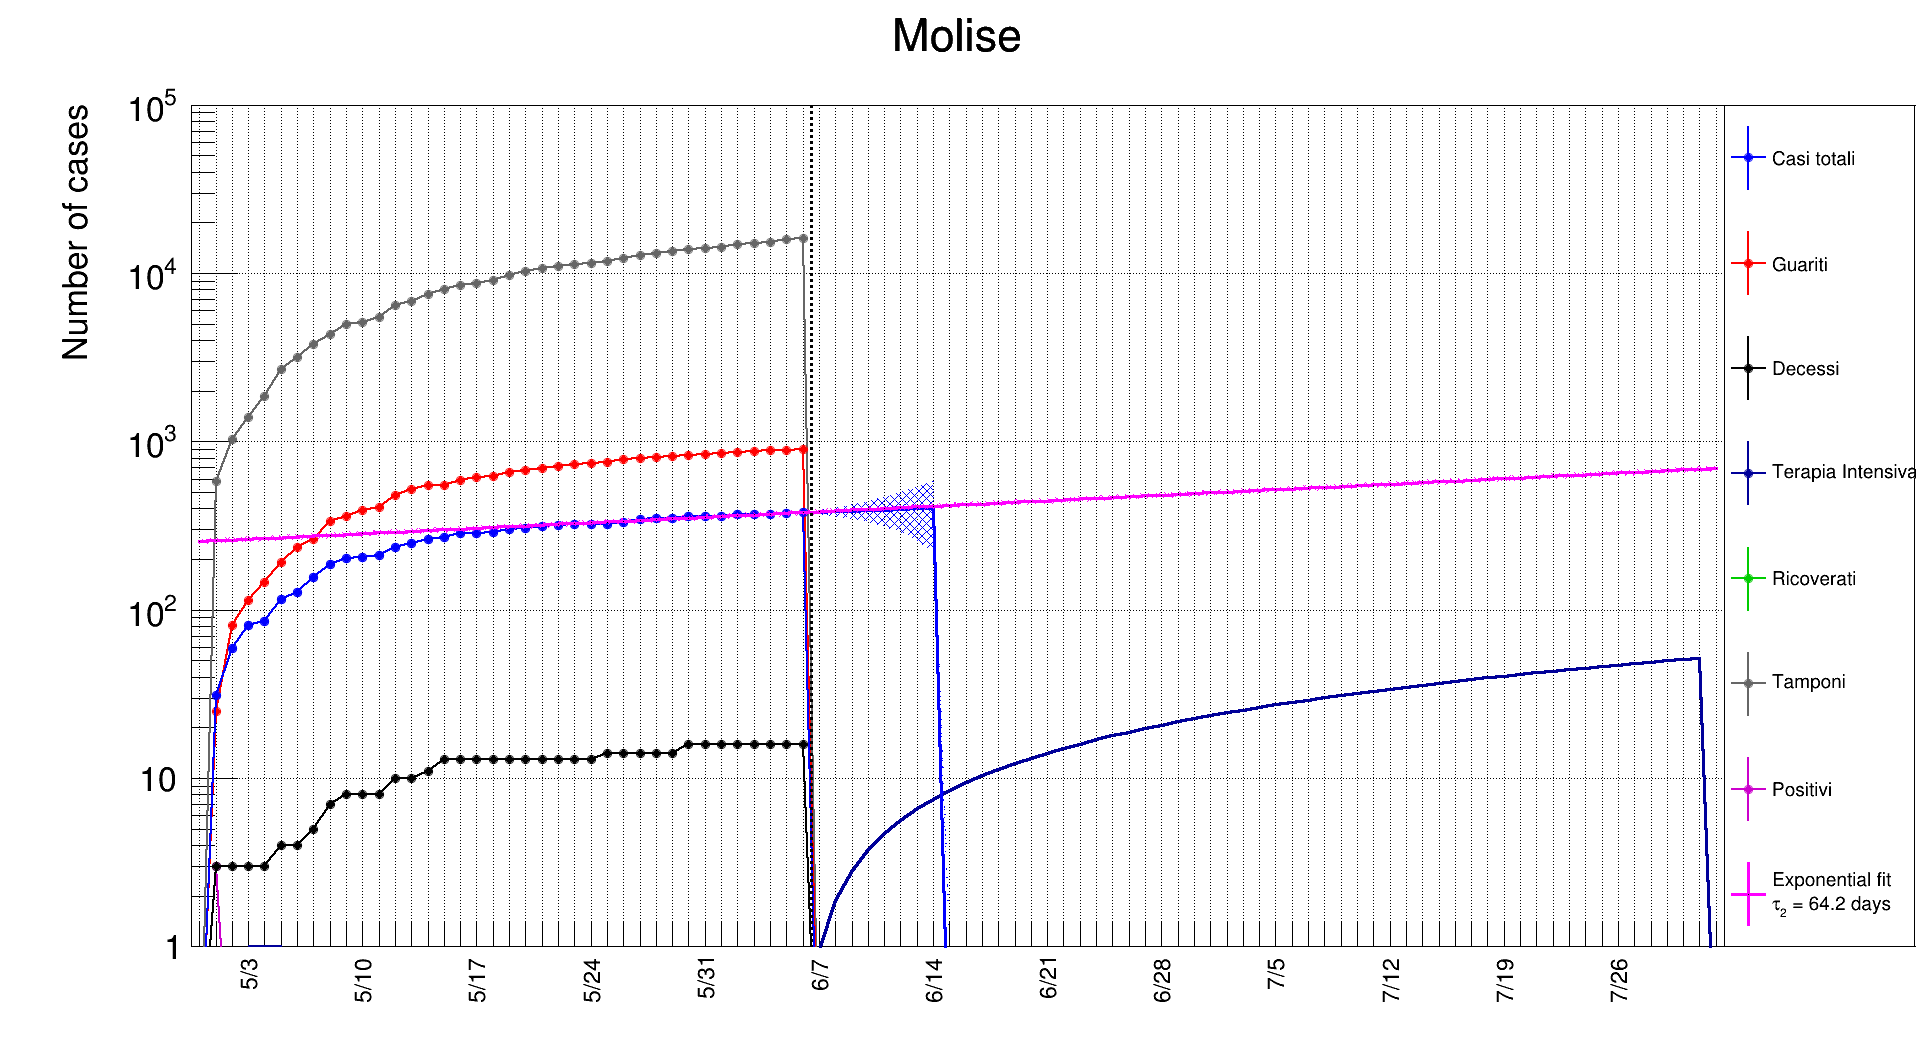 Molise
Number of cases
10^5
10^4
10^3
10^2
10
1
5/3
5/10
5/17
5/24
5/31
6/7
6/14
6/21
6/28
7/5
7/12
7/19
7/26
Casi totali
Guariti
Decessi
Terapia Intensiva
Ricoverati
Tamponi
Positivi
Exponential fit
τ₂ = 64.2 days